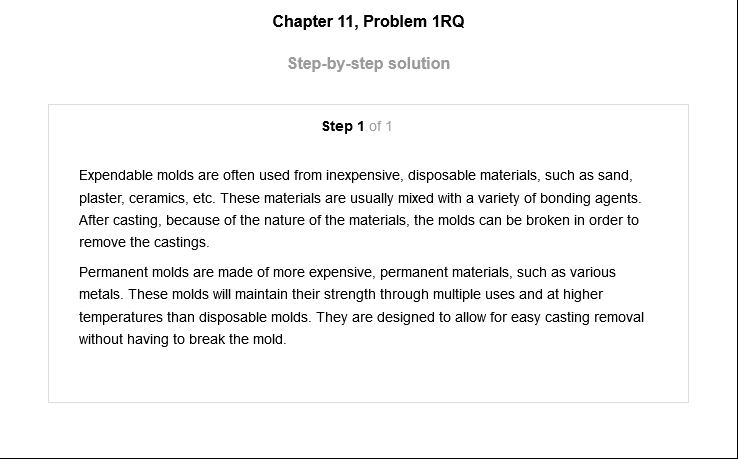 Chapter 11, Problem 1RQ
Step-by-step solution
Step 1 of 1
Expendable molds are often used from inexpensive, disposable materials, such as sand,
plaster, ceramics, etc. These materials are usually mixed with a variety of bonding agents.
After casting, because of the nature of the materials, the molds can be broken in order to
remove the castings.
Permanent molds are made of more expensive, permanent materials, such as various
metals. These molds will maintain their strength through multiple uses and at higher
temperatures than disposable molds. They are designed to allow for easy casting removal
without having to break the mold.